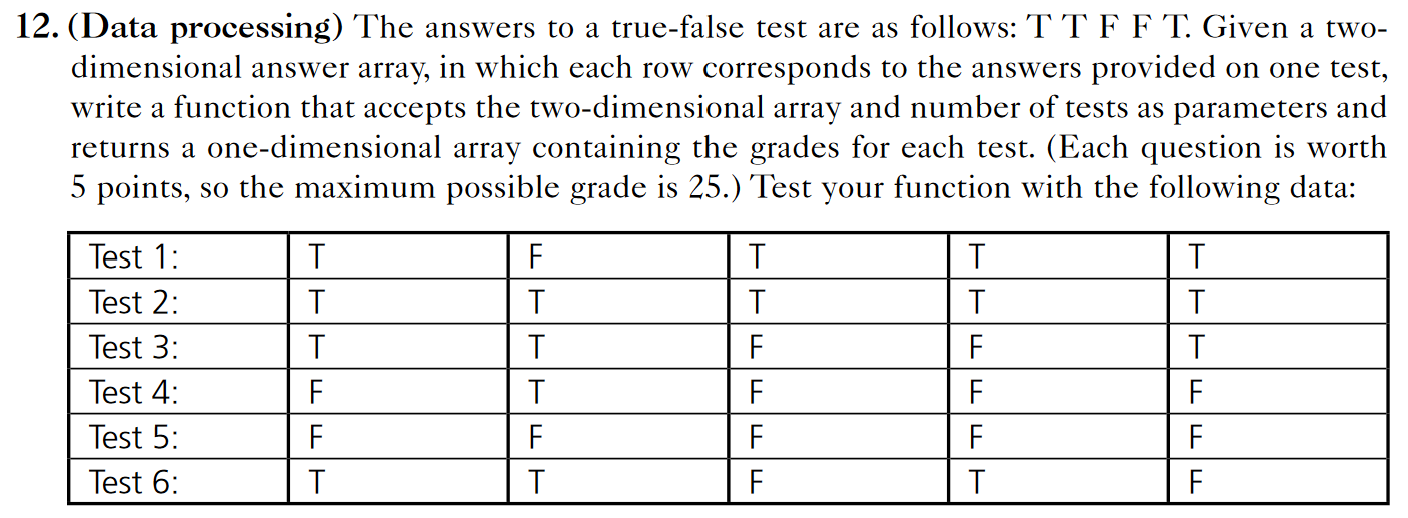 12. (Data processing) The answers to a true-false test are as follows: T T F F T. Given a two-
dimensional answer array, in which each row corresponds to the answers provided on one test,
write a function that accepts the two-dimensional array and number of tests as parameters and
returns a one-dimensional array containing the grades for each test. (Each question is worth
5 points, so the maximum possible grade is 25.) Test your function with the following data:
Test 1: T F T T T
Test 2: T T T T T
Test 3: T T F F T
Test 4: F T F F F
Test 5: F F F F F
Test 6: T T F T F